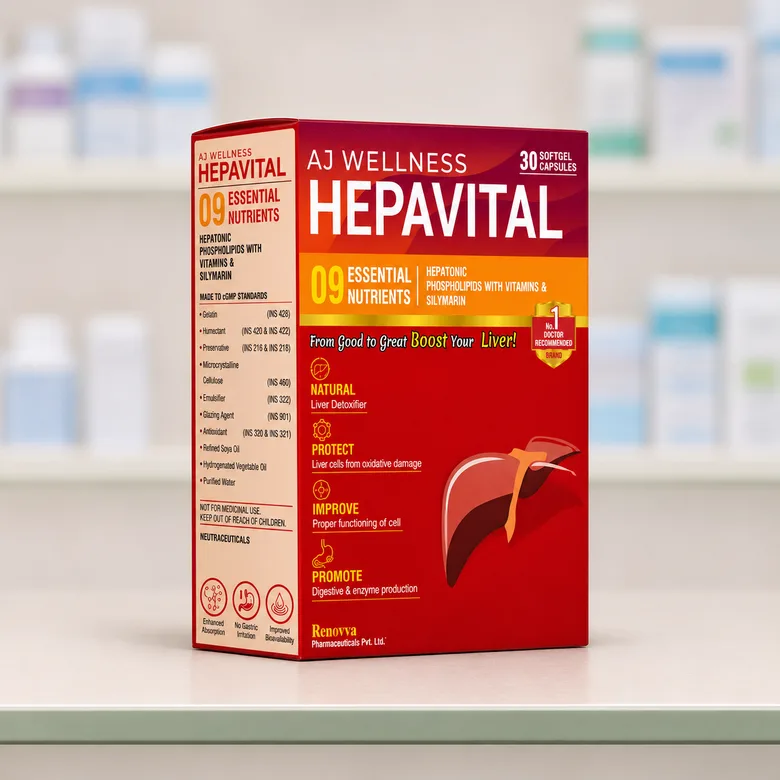 AJ WELLNESS
HEPAVITAL
09 ESSENTIAL
NUTRIENTS
HEPATONIC
PHOSPHOLIPIDS WITH
VITAMINS &
SILYMARIN
MADE TO cGMP STANDARDS
• Gelatin (INS 428)
• Humectant (INS 420 & INS 422)
• Preservative (INS 216 & INS 218)
• Microcrystalline
Cellulose (INS 460)
• Emulsifier (INS 322)
• Glazing Agent (INS 901)
• Antioxidant (INS 320 & INS 321)
• Refined Soya Oil
• Hydrogenated Vegetable Oil
• Purified Water
NOT FOR MEDICINAL USE.
KEEP OUT OF REACH OF CHILDREN.
NEUTRACEUTICALS
Enhanced
Absorption
No Gastric
Irritation
Improved
Bioavailability
AJ WELLNESS
30 SOFTGEL
CAPSULES
HEPAVITAL
09 ESSENTIAL
NUTRIENTS
HEPATONIC
PHOSPHOLIPIDS WITH VITAMINS &
SILYMARIN
From Good to Great Boost Your Liver!
No.1
DOCTOR
RECOMMENDED
BRAND
NATURAL
Liver Detoxifier
PROTECT
Liver cells from oxidative damage
IMPROVE
Proper functioning of cell
PROMOTE
Digestive & enzyme production
Renovva
Pharmaceuticals Pvt. Ltd.